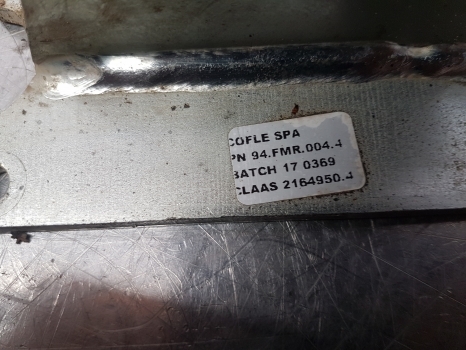 COFLE SPA
PN 94.FMR.004.4
BATCH 17 0369
CLAAS 2164950.4